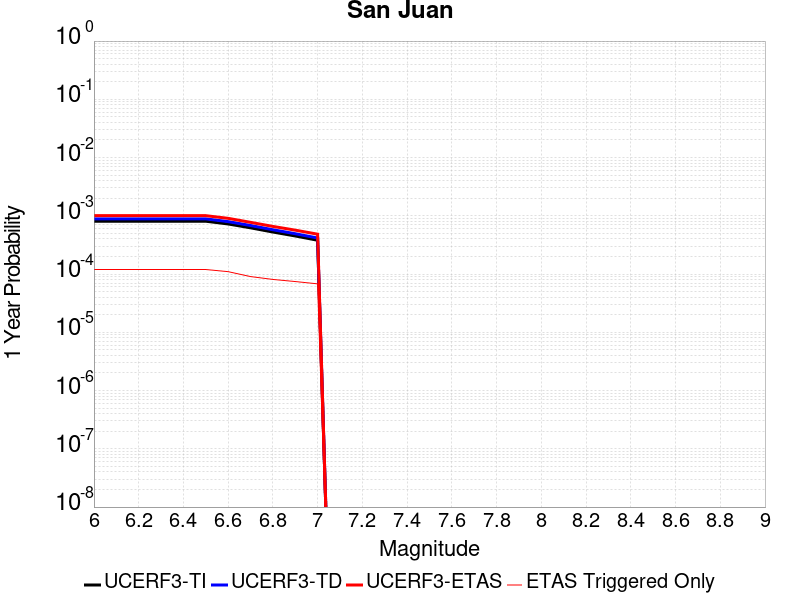 San Juan
10 0
10 -1
10 -2
10 -3
10 -4
10 -5
10 -6
10 -7
10 -8
1 Year Probability
6 6.2 6.4 6.6 6.8 7 7.2 7.4 7.6 7.8 8 8.2 8.4 8.6 8.8 9
Magnitude
UCERF3-TI UCERF3-TD UCERF3-ETAS ETAS Triggered Only